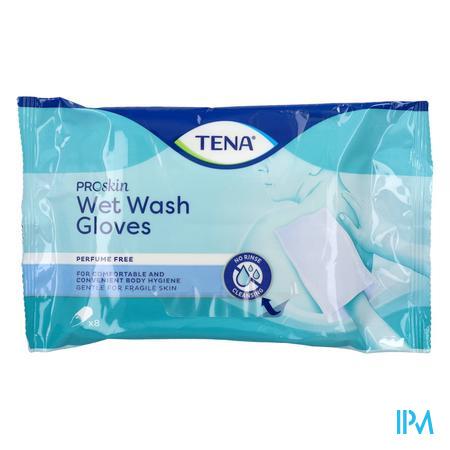 TENA
PROskin
Wet Wash
Gloves
PERFUME FREE
FOR COMFORTABLE AND
CONVENIENT BODY HYGIENE
GENTLE FOR FRAGILE SKIN
NO RINSE
CLEANSING
x8
IPM